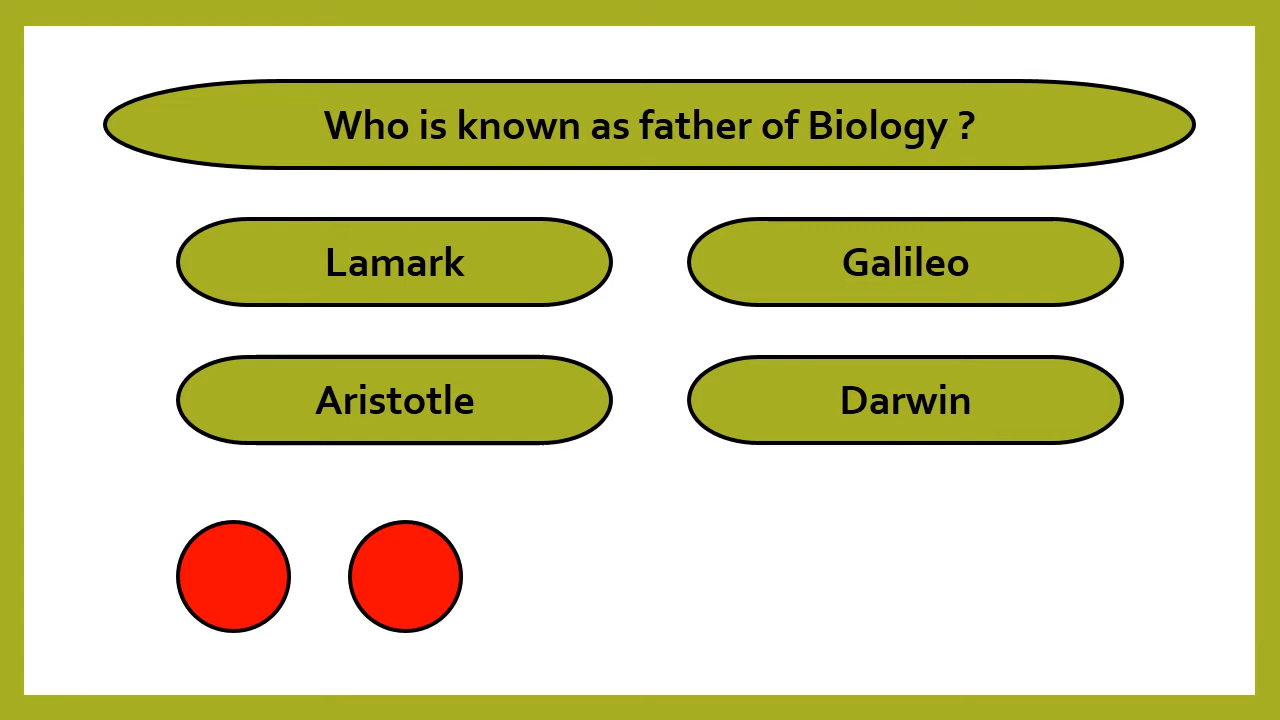 Who is known as father of Biology ?
Lamark
Galileo
Aristotle
Darwin